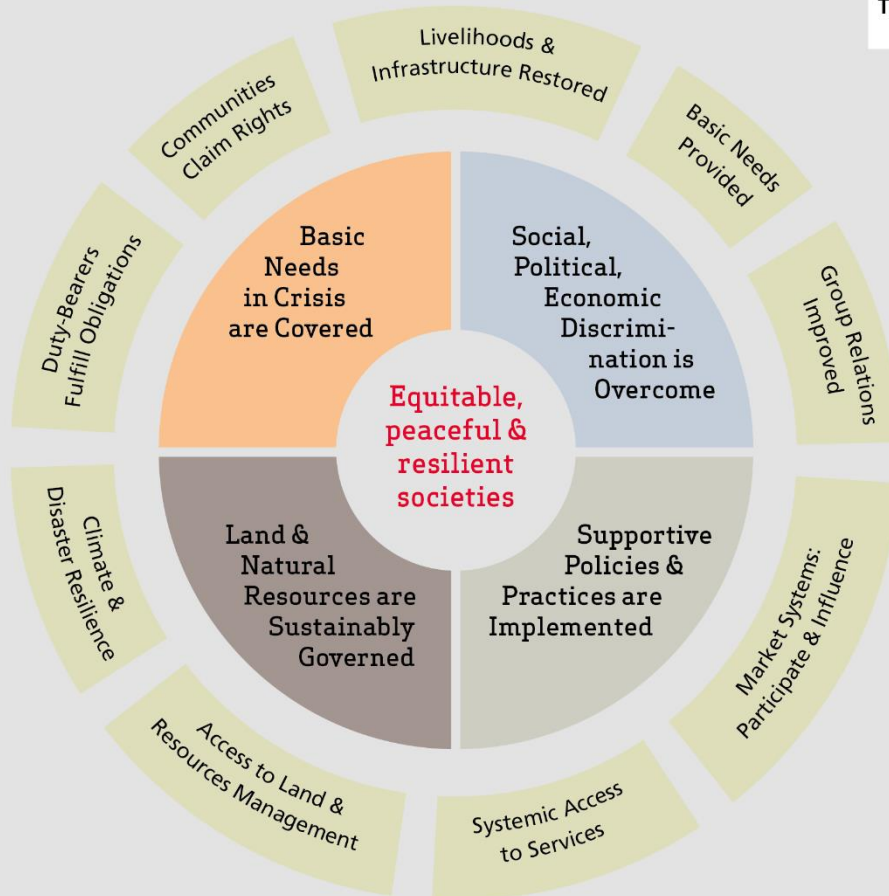 T
Livelihoods &
Infrastructure Restored
Basic Needs
Provided
Group Relations
Improved
Market Systems:
Participate & Influence
Systemic Access
to Services
Access to Land &
Resources Management
Climate &
Disaster Resilience
Duty-Bearers
Fulfill Obligations
Communities
Claim Rights
Basic
Needs
in Crisis
are Covered
Social,
Political,
Economic
Discrimi-
nation is
Overcome
Equitable,
peaceful &
resilient
societies
Land &
Natural
Resources are
Sustainably
Governed
Supportive
Policies &
Practices are
Implemented